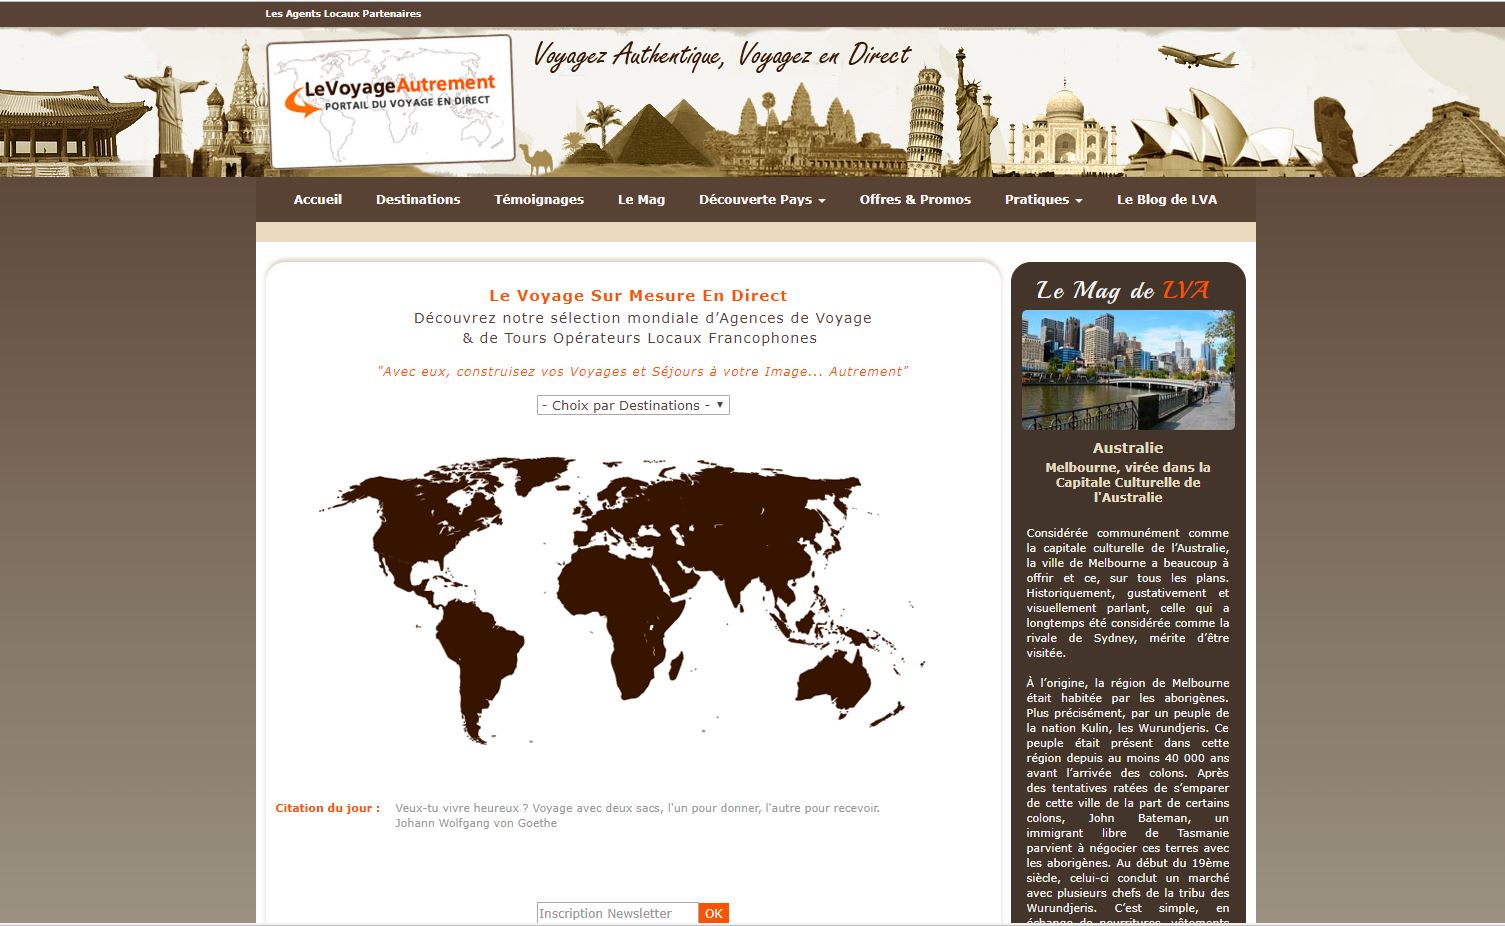 Les Agents Locaux Partenaires
Voyagez Authentique, Voyagez en Direct
LeVoyageAutrement
PORTAIL DU VOYAGE EN DIRECT
Accueil Destinations Témoignages Le Mag Découverte Pays Offres & Promos Pratiques Le Blog de LVA
Le Voyage Sur Mesure En Direct
Découvrez notre sélection mondiale d’Agences de Voyage
& de Tours Opérateurs Locaux Francophones
"Avec eux, construisez vos Voyages et Séjours à votre Image... Autrement"
- Choix par Destinations -
Citation du jour : Veux-tu vivre heureux ? Voyage avec deux sacs, l'un pour donner, l'autre pour recevoir.
Johann Wolfgang von Goethe
Inscription Newsletter OK
Le Mag de LVA
Australie
Melbourne, virée dans la
Capitale Culturelle de
l'Australie
Considérée communément comme
la capitale culturelle de l’Australie,
la ville de Melbourne a beaucoup à
offrir et ce, sur tous les plans.
Historiquement, gustativement et
visuellement parlant, celle qui a
longtemps été considérée comme la
rivale de Sydney, mérite d’être
visitée.
À l’origine, la région de Melbourne
était habitée par les aborigènes.
Plus précisément, par un peuple de
la nation Kulin, les Wurundjeris. Ce
peuple était présent dans cette
région depuis au moins 40 000 ans
avant l’arrivée des colons. Après
des tentatives ratées de s’emparer
de cette ville de la part de certains
colons, John Bateman, un
immigrant libre de Tasmanie
parvient à négocier ces terres avec
les aborigènes. Au début du 19ème
siècle, celui-ci conclut un marché
avec plusieurs chefs de la tribu des
Wurundjeris. C’est simple, en
échange de nourritures, vêtements